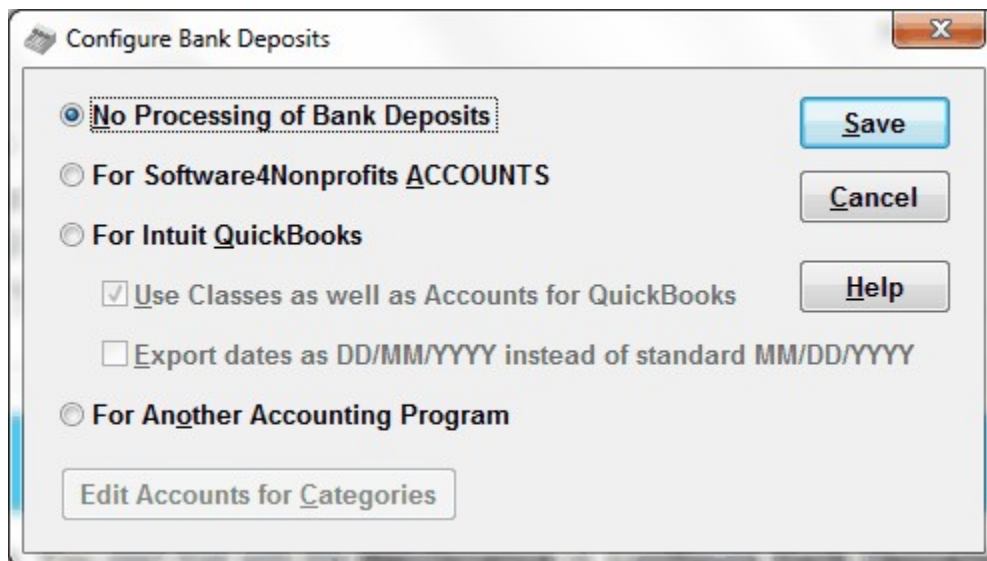 Configure Bank Deposits
No Processing of Bank Deposits
Save
For Software4Nonprofits ACCOUNTS
Cancel
For Intuit QuickBooks
Use Classes as well as Accounts for QuickBooks
Help
Export dates as DD/MM/YYYY instead of standard MM/DD/YYYY
For Another Accounting Program
Edit Accounts for Categories